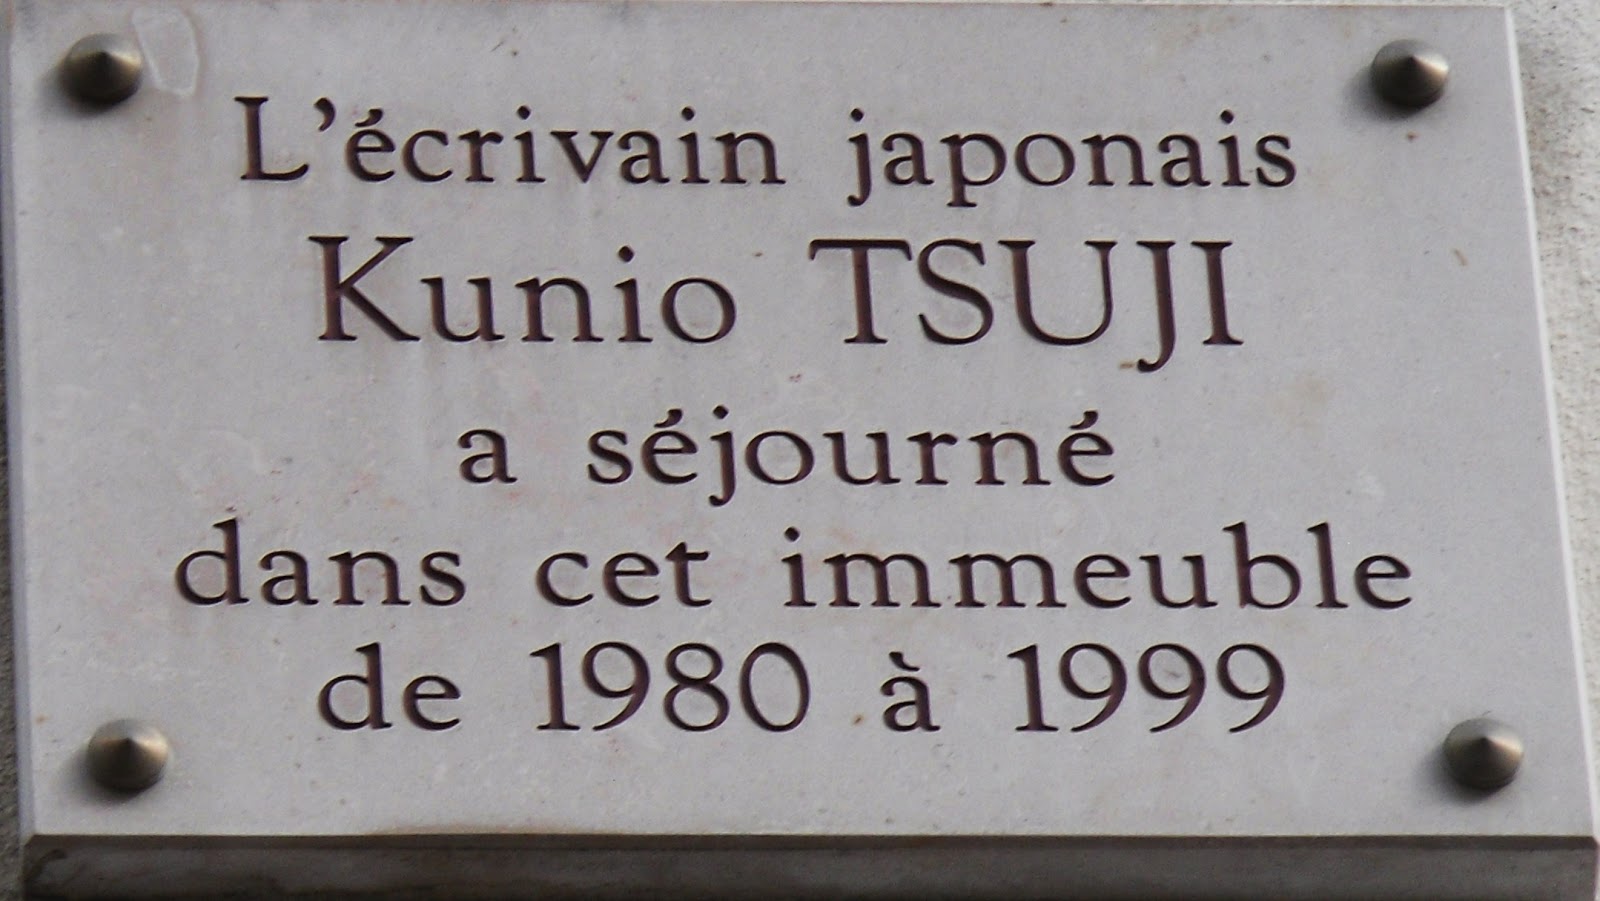 L'écrivain japonais
Kunio TSUJI
a séjourné
dans cet immeuble
de 1980 à 1999